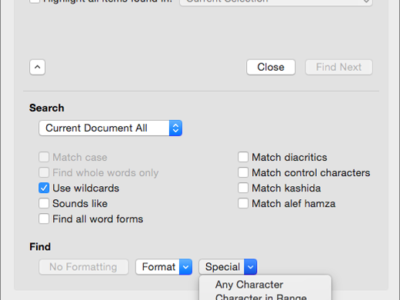 Highlight all items found in: Current Selection
Close Find Next
Search
Current Document All
Match case Match diacritics
Find whole words only Match control characters
Use wildcards Match kashida
Sounds like Match alef hamza
Find all word forms
Find
No Formatting Format Special
Any Character
Character in Range